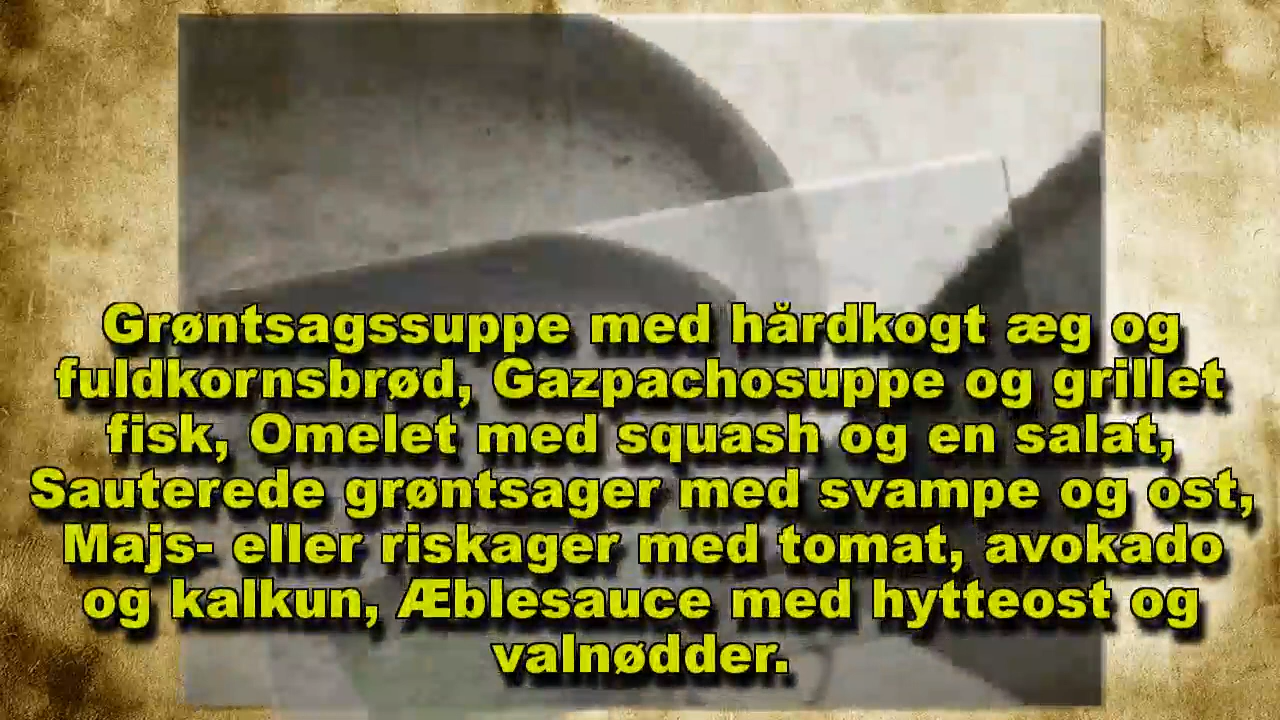 Grøntsagssuppe med hårdkogt æg og
fuldkornsbrød, Gazpachosuppe og grillet
fisk, Omelet med squash og en salat,
Sauterede grøntsager med svampe og ost,
Majs- eller riskager med tomat, avokado
og kalkun, Æblesauce med hytteost og
valnødder.